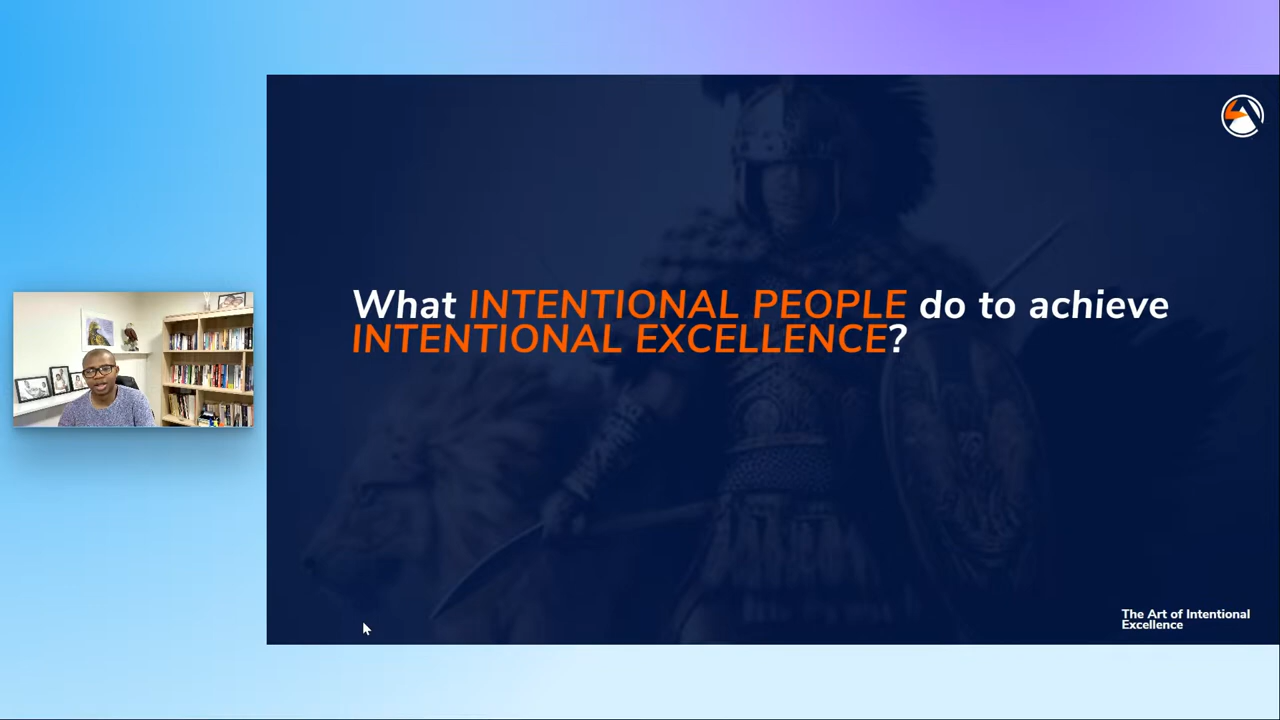 What INTENTIONAL PEOPLE do to achieve
INTENTIONAL EXCELLENCE?
The Art of Intentional
Excellence